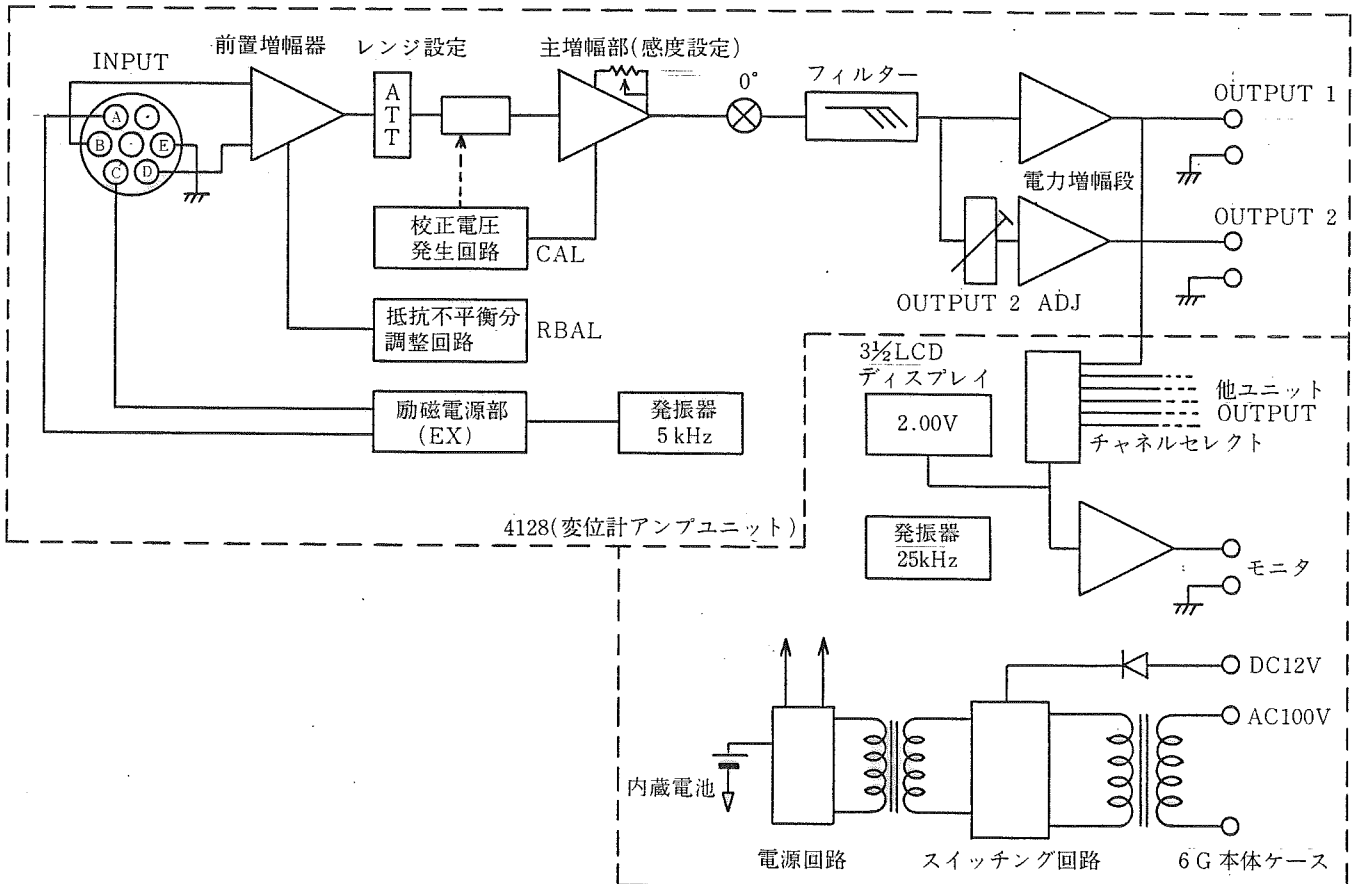 前置増幅器
レンジ設定
主増幅部(感度設定)
INPUT
0°
フィルター
OUTPUT 1
A
T
T
A
B
C
D
E
電力増幅段
OUTPUT 2
校正電圧
発生回路
CAL
OUTPUT 2 ADJ
抵抗不平衡分
調整回路
RBAL
3½LCD
ディスプレイ
2.00V
他ユニット
OUTPUT
チャネルセレクト
励磁電源部
(EX)
発振器
5kHz
4128(変位計アンプユニット)
発振器
25kHz
モニタ
DC12V
AC100V
内蔵電池
電源回路
スイッチング回路
6G本体ケース